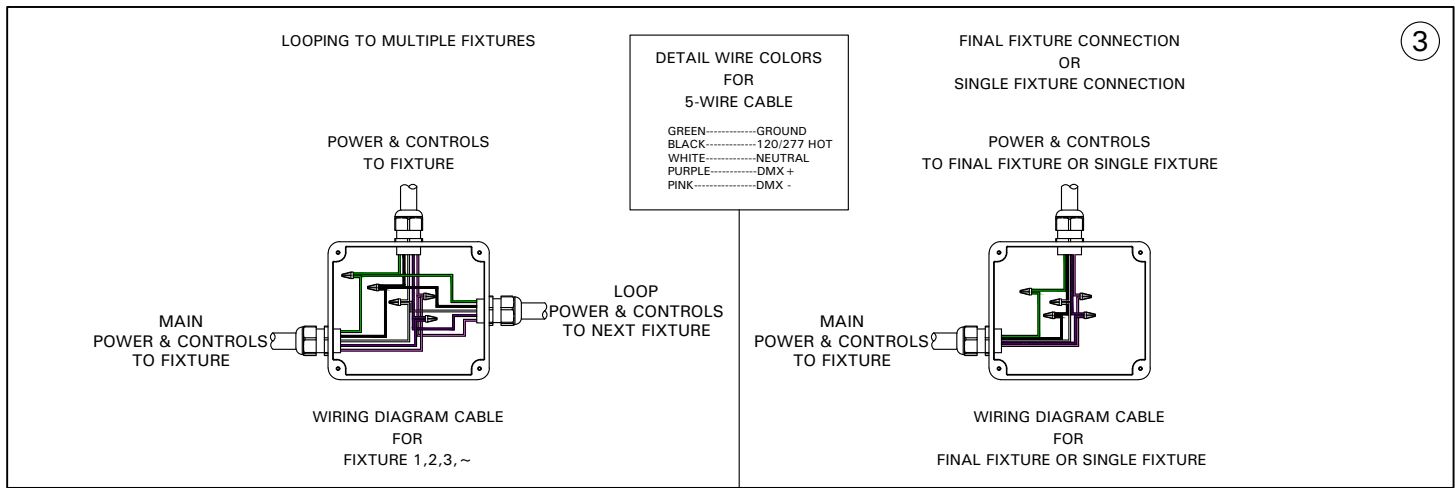 LOOPING TO MULTIPLE FIXTURES
POWER & CONTROLS
TO FIXTURE
MAIN
POWER & CONTROLS
TO FIXTURE
LOOP
POWER & CONTROLS
TO NEXT FIXTURE
WIRING DIAGRAM CABLE
FOR
FIXTURE 1,2,3,~
DETAIL WIRE COLORS
FOR
5-WIRE CABLE
GREEN-------------GROUND
BLACK-------------120/277 HOT
WHITE-------------NEUTRAL
PURPLE------------DMX +
PINK----------------DMX -
FINAL FIXTURE CONNECTION
OR
SINGLE FIXTURE CONNECTION
3
POWER & CONTROLS
TO FINAL FIXTURE OR SINGLE FIXTURE
MAIN
POWER & CONTROLS
TO FIXTURE
WIRING DIAGRAM CABLE
FOR
FINAL FIXTURE OR SINGLE FIXTURE